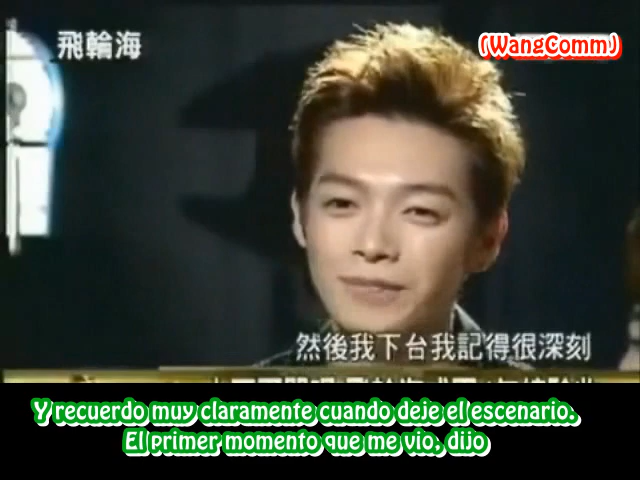 飛輪海
(WangComm)
然後我下台我記得很深刻
Y recuerdo muy claramente cuando deje el escenario.
El primer momento que me vio, dijo